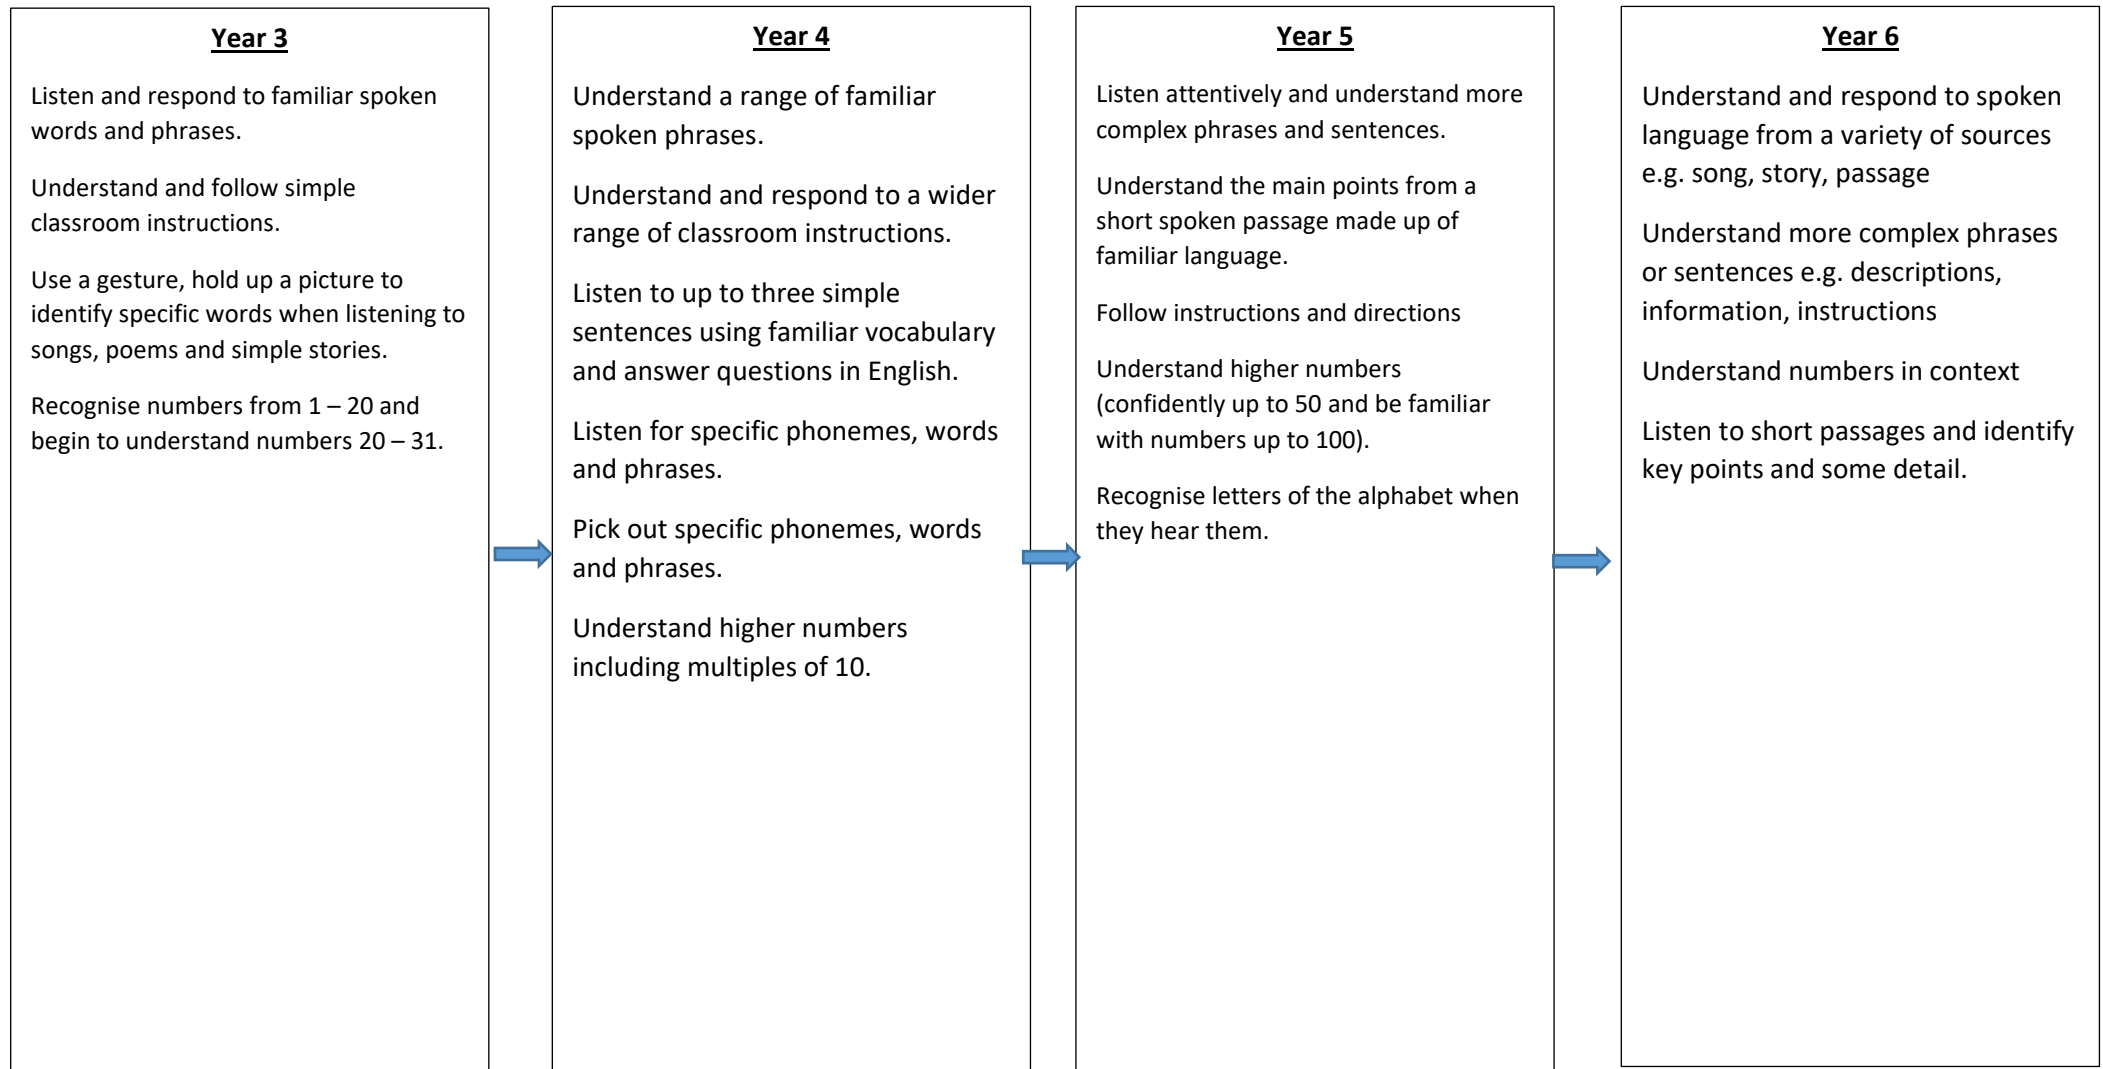 Year 3
Listen and respond to familiar spoken
words and phrases.
Understand and follow simple
classroom instructions.
Use a gesture, hold up a picture to
identify specific words when listening to
songs, poems and simple stories.
Recognise numbers from 1 – 20 and
begin to understand numbers 20 – 31.
Year 4
Understand a range of familiar
spoken phrases.
Understand and respond to a wider
range of classroom instructions.
Listen to up to three simple
sentences using familiar vocabulary
and answer questions in English.
Listen for specific phonemes, words
and phrases.
Pick out specific phonemes, words
and phrases.
Understand higher numbers
including multiples of 10.
Year 5
Listen attentively and understand more
complex phrases and sentences.
Understand the main points from a
short spoken passage made up of
familiar language.
Follow instructions and directions
Understand higher numbers
(confidently up to 50 and be familiar
with numbers up to 100).
Recognise letters of the alphabet when
they hear them.
Year 6
Understand and respond to spoken
language from a variety of sources
e.g. song, story, passage
Understand more complex phrases
or sentences e.g. descriptions,
information, instructions
Understand numbers in context
Listen to short passages and identify
key points and some detail.